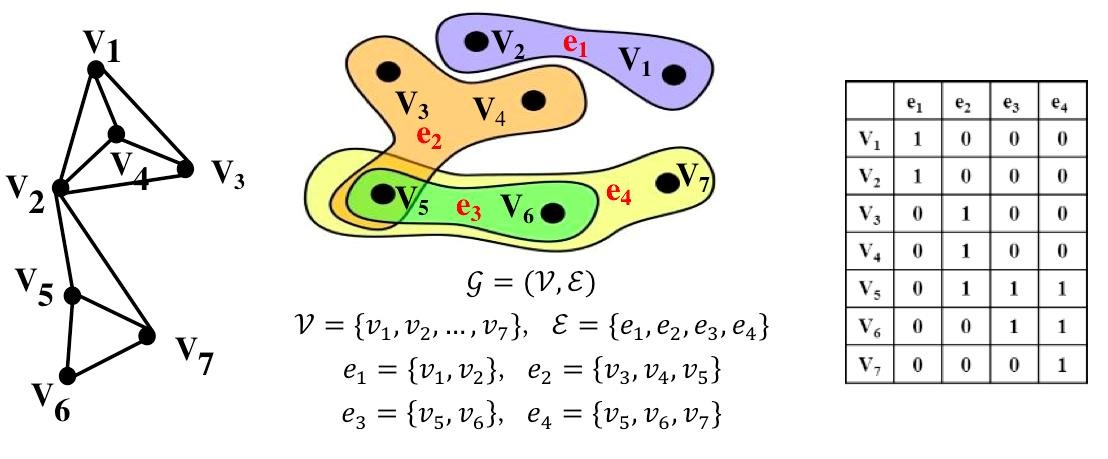 V1
V4
V3
V2
V5
V7
V6
V2 e1 V1
V3 V4
e2
V5 e3 V6 e4 V7
𝒢 = (𝒱, ℰ)
𝒱 = {v₁, v₂, … , v₇}, ℰ = {e₁, e₂, e₃, e₄}
e₁ = {v₁, v₂}, e₂ = {v₃, v₄, v₅}
e₃ = {v₅, v₆}, e₄ = {v₅, v₆, v₇}
e₁ e₂ e₃ e₄
V₁ 1 0 0 0
V₂ 1 0 0 0
V₃ 0 1 0 0
V₄ 0 1 0 0
V₅ 0 1 1 1
V₆ 0 0 1 1
V₇ 0 0 0 1